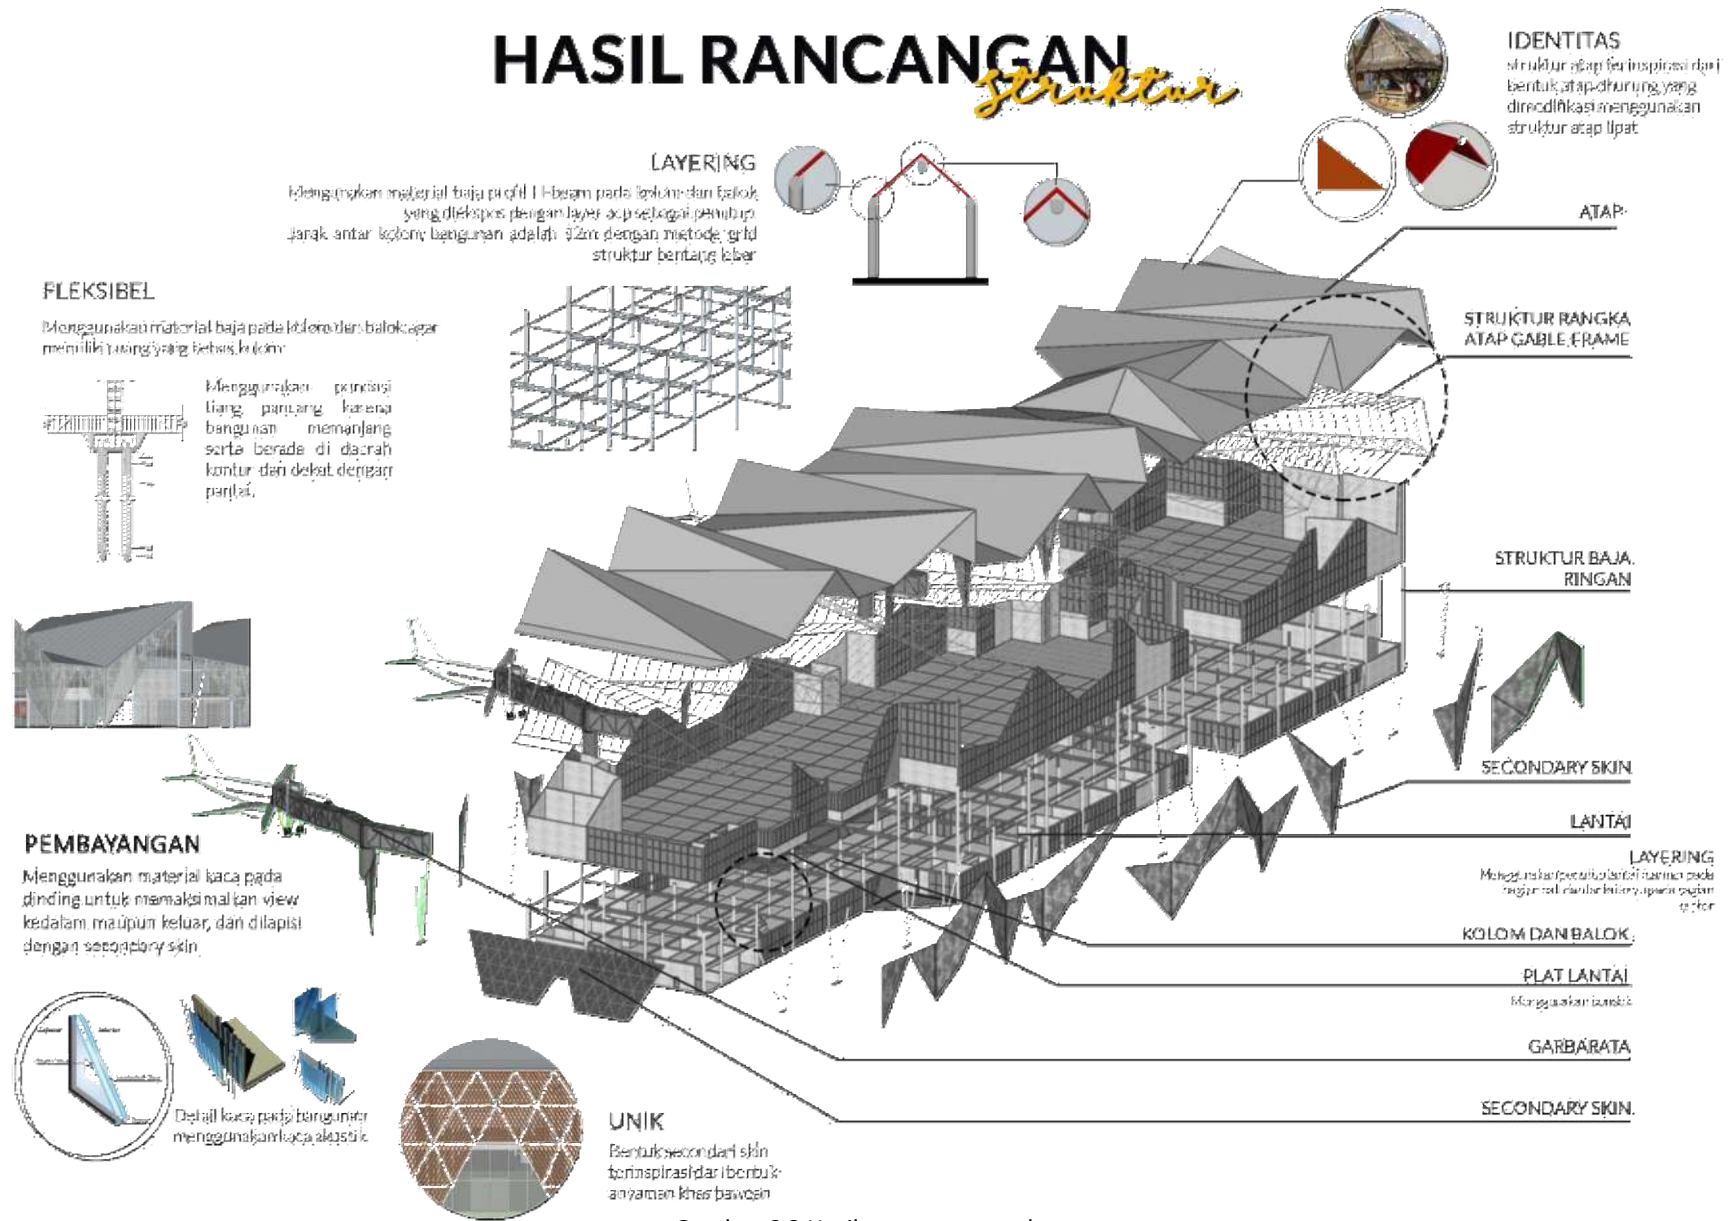 HASIL RANCANGAN
Struktur
IDENTITAS
struktur atap terinspirasi dari
bentuk atap dhurung yang
dimodifikasi menggunakan
struktur atap lipat
LAYERING
Mengunakan material baja profil I H-beam pada kolom dan balok
yang diekspos dengan layer acp sebagai penutup.
Jarak antar kolom bangunan adalah 12m dengan metode grid
struktur bentang lebar
FLEKSIBEL
Menggunakan material baja pada kolom dan balok agar
memiliki ruang yang bebas kolom
Menggunakan pondasi
tiang pancang karena
bangunan memanjang
serta berada di daerah
kontur dan dekat dengan
pantai.
ATAP
STRUKTUR RANGKA
ATAP GABLE FRAME
STRUKTUR BAJA
RINGAN
SECONDARY SKIN
LANTAI
LAYERING
Menggunakan penutup lantai pada
KOLOM DAN BALOK
PLAT LANTAI
Menggunakan bondek
GARBARATA
SECONDARY SKIN
PEMBAYANGAN
Menggunakan material kaca pada
dinding untuk memaksimalkan view
kedalam maupun keluar, dan dilapisi
dengan secondary skin
Detail kaca pada bangunan
menggunakan kaca akustik
UNIK
Bentuk secondari skin
terinspirasi dari bentuk
anyaman khas bawean